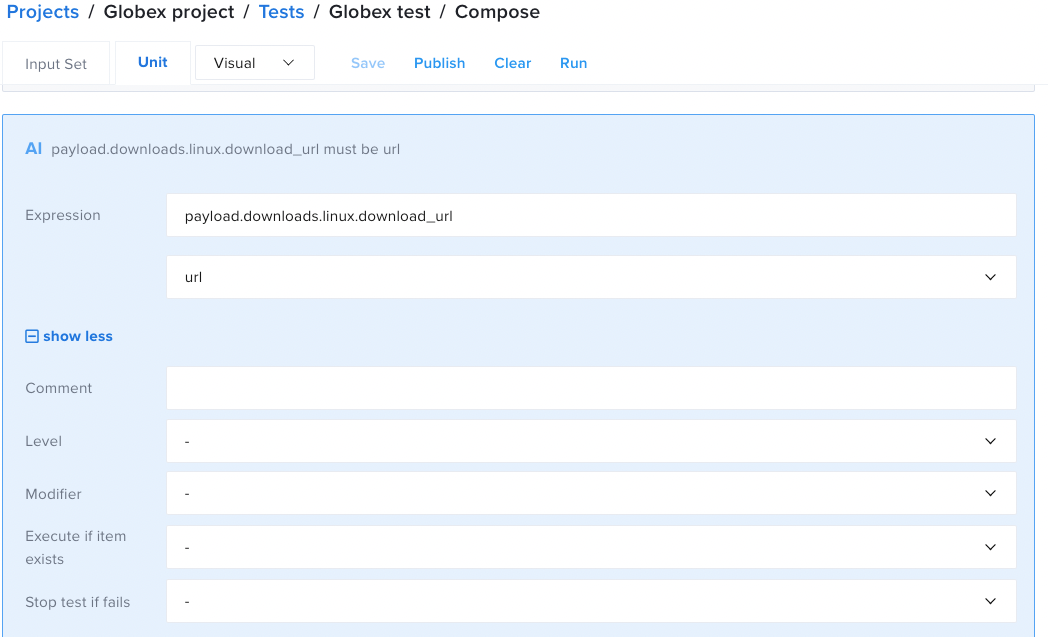 Projects / Globex project / Tests / Globex test / Compose
Input Set Unit Visual Save Publish Clear Run
AI payload.downloads.linux.download_url must be url
Expression payload.downloads.linux.download_url
url
show less
Comment
Level -
Modifier -
Execute if item
exists -
Stop test if fails -